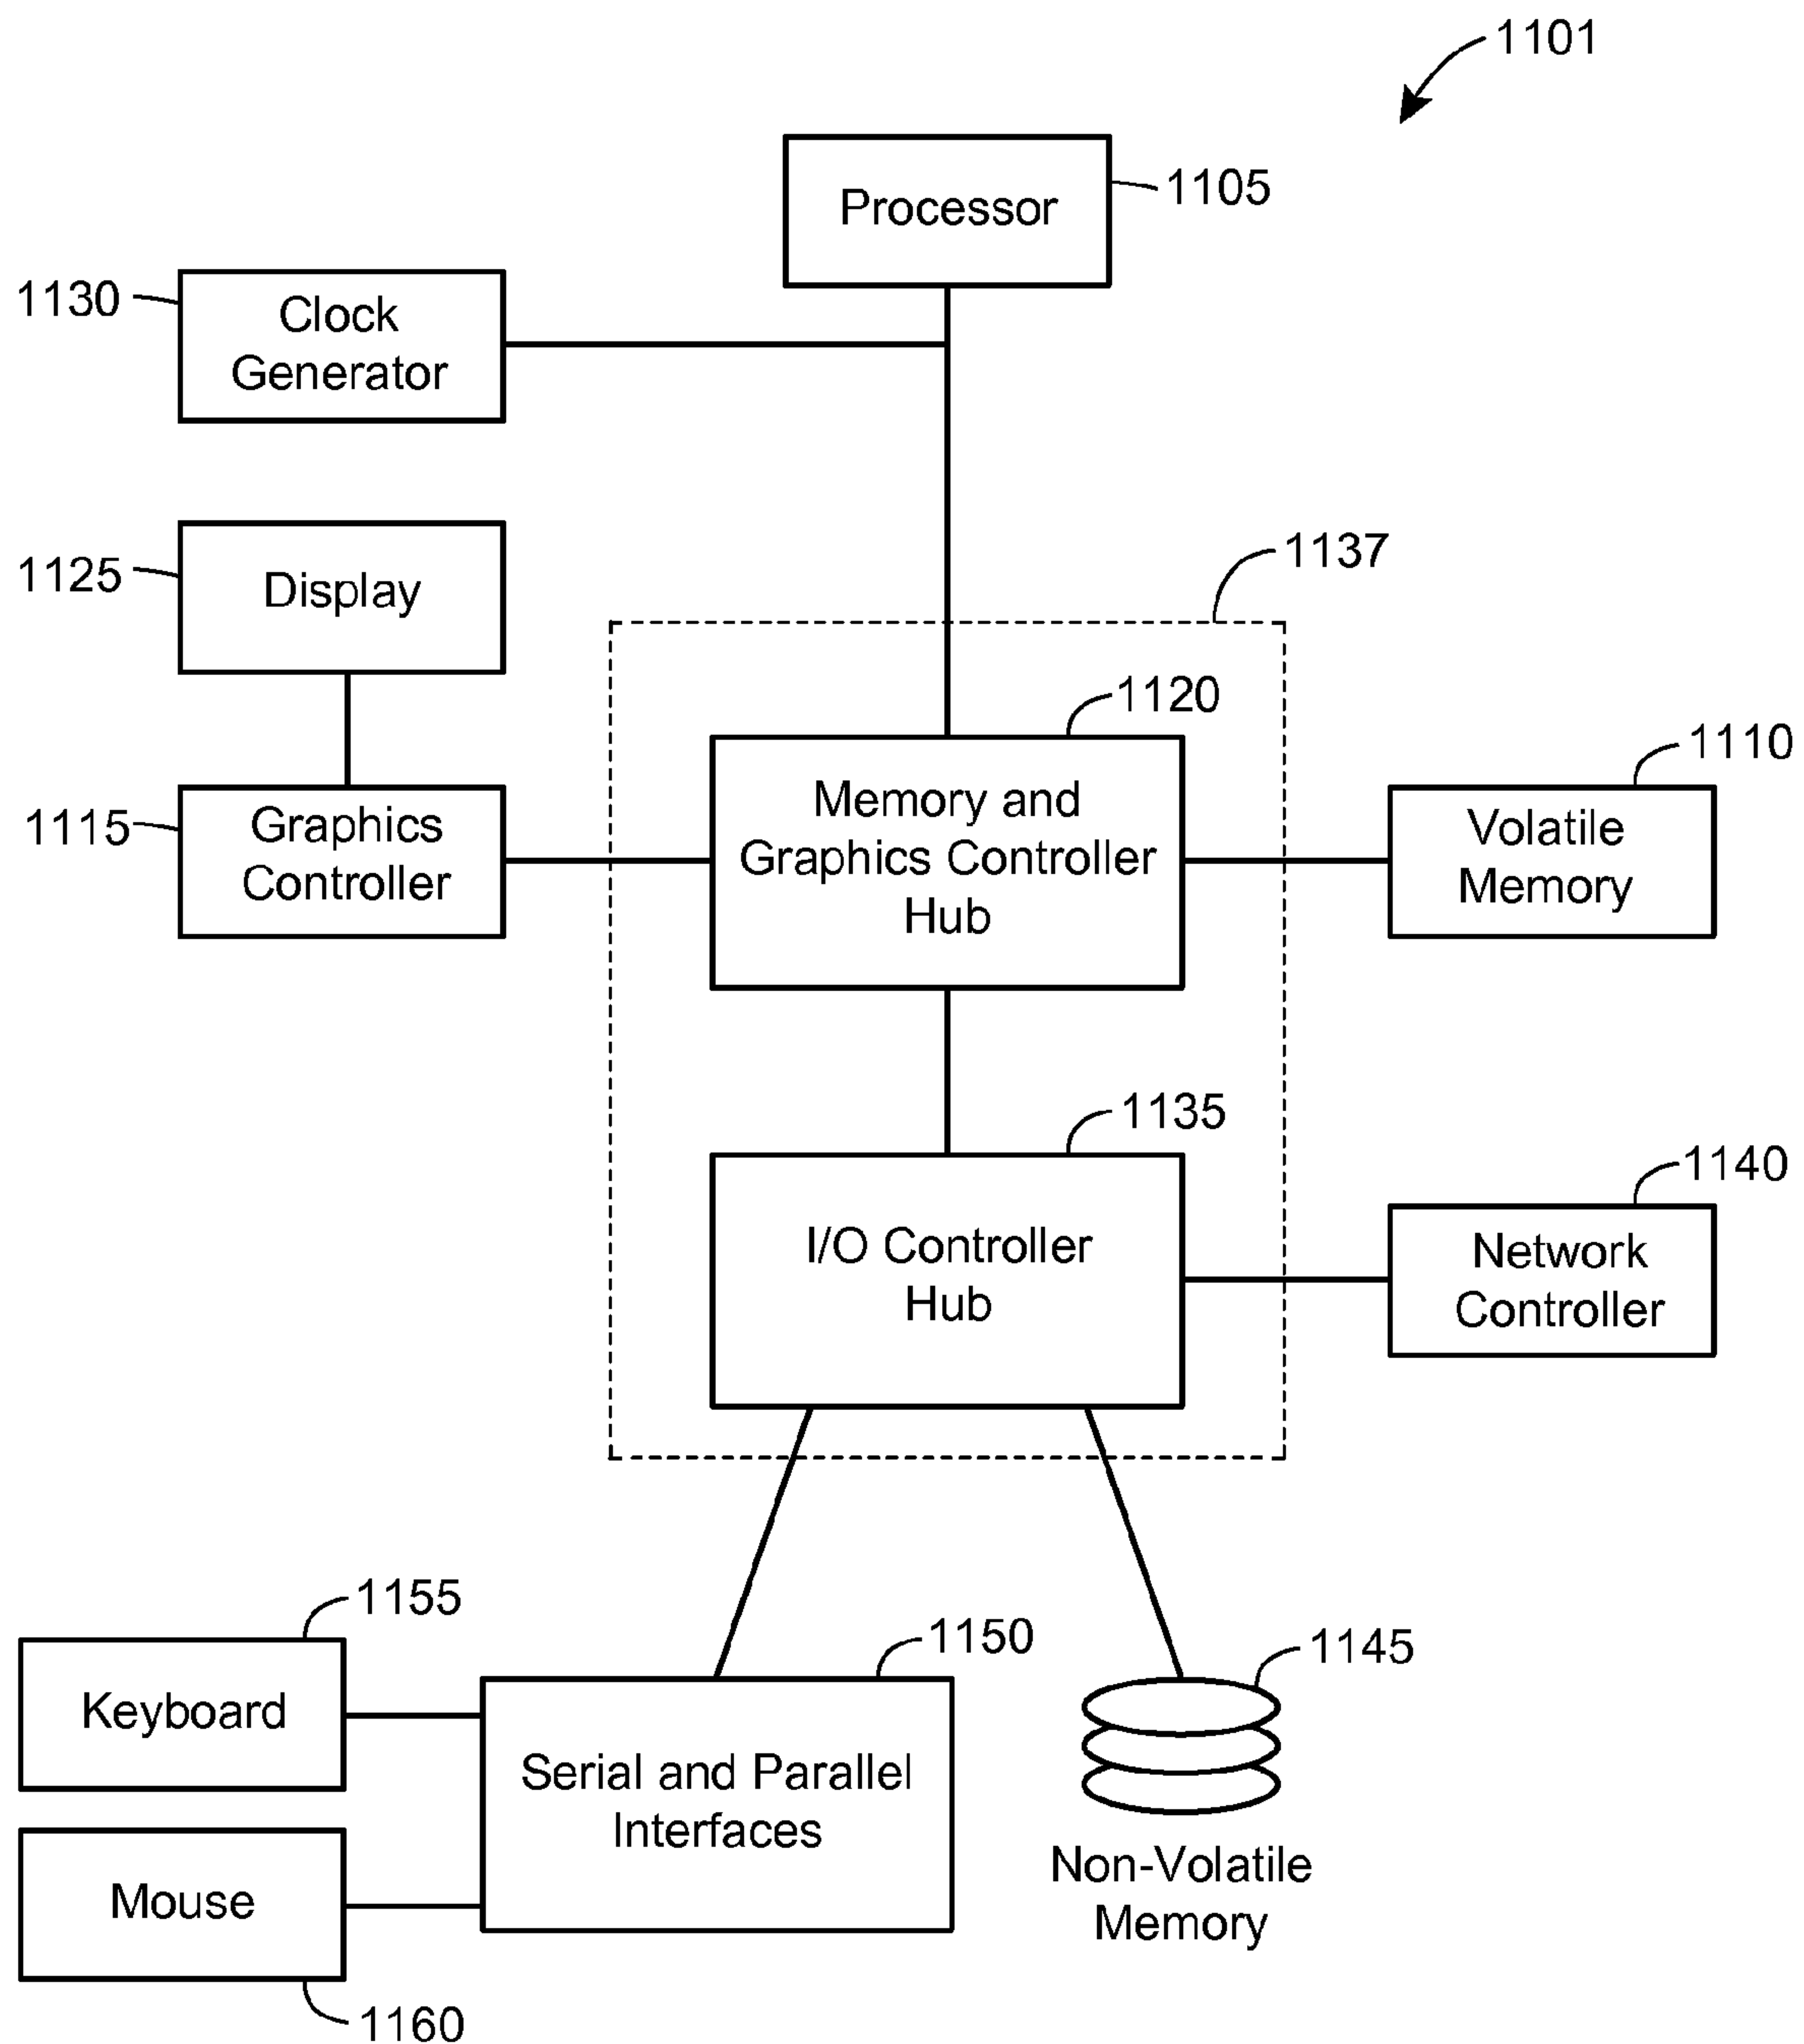 1101
Processor
1105
1130
Clock
Generator
1137
1125
Display
1120
Memory and
Graphics Controller
Hub
1110
Volatile
Memory
1115
Graphics
Controller
1135
I/O Controller
Hub
1140
Network
Controller
1155
Keyboard
1150
Serial and Parallel
Interfaces
1145
Non-Volatile
Memory
Mouse
1160